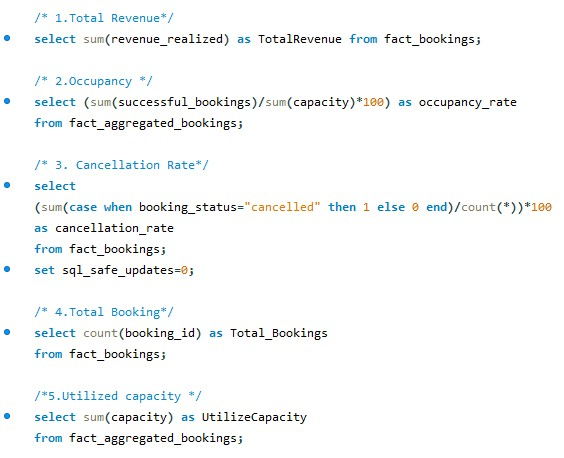 /* 1.Total Revenue*/
select sum(revenue_realized) as TotalRevenue from fact_bookings;
/* 2.Occupancy */
select (sum(successful_bookings)/sum(capacity)*100) as occupancy_rate
from fact_aggregated_bookings;
/* 3. Cancellation Rate*/
select
(sum(case when booking_status="cancelled" then 1 else 0 end)/count(*))*100
as cancellation_rate
from fact_bookings;
set sql_safe_updates=0;
/* 4.Total Booking*/
select count(booking_id) as Total_Bookings
from fact_bookings;
/*5.Utilized capacity */
select sum(capacity) as UtilizeCapacity
from fact_aggregated_bookings;